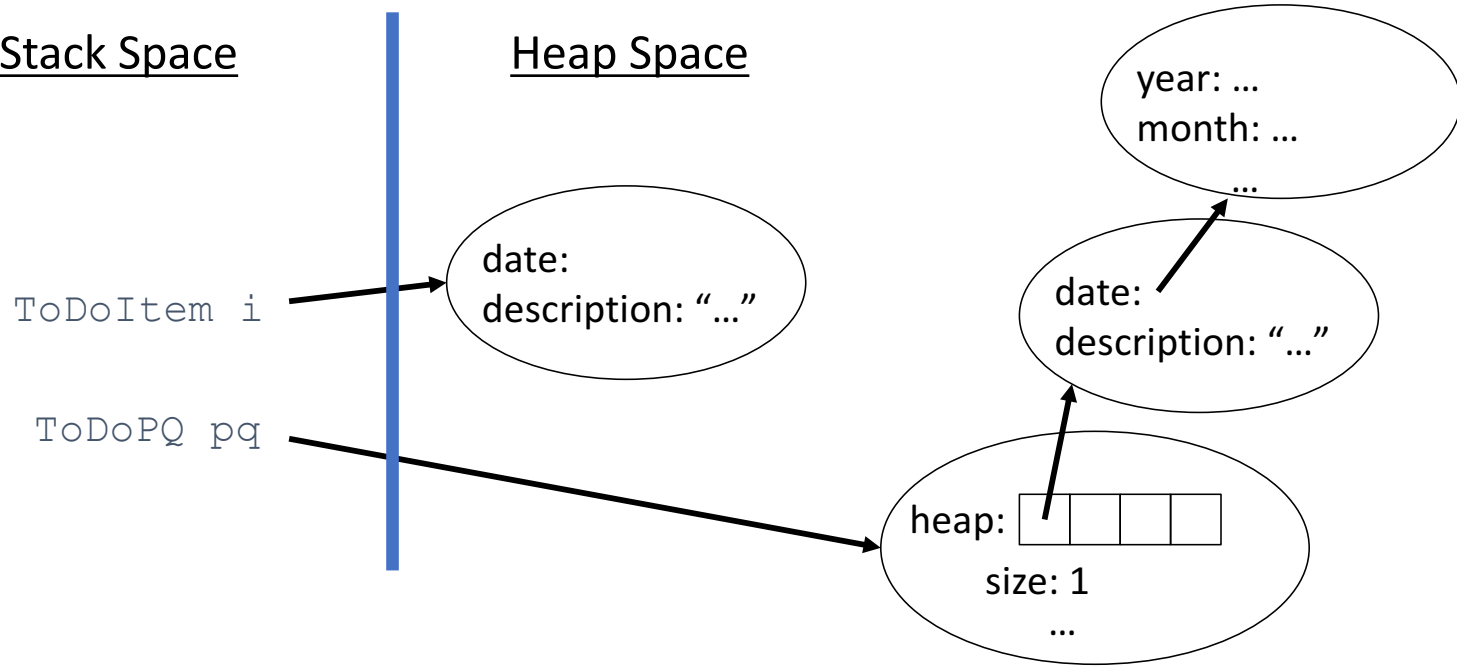 Stack Space
Heap Space
year: …
month: …
…
date:
description: “…”
date:
description: “…”
ToDoItem i
ToDoPQ pq
heap:
size: 1
…